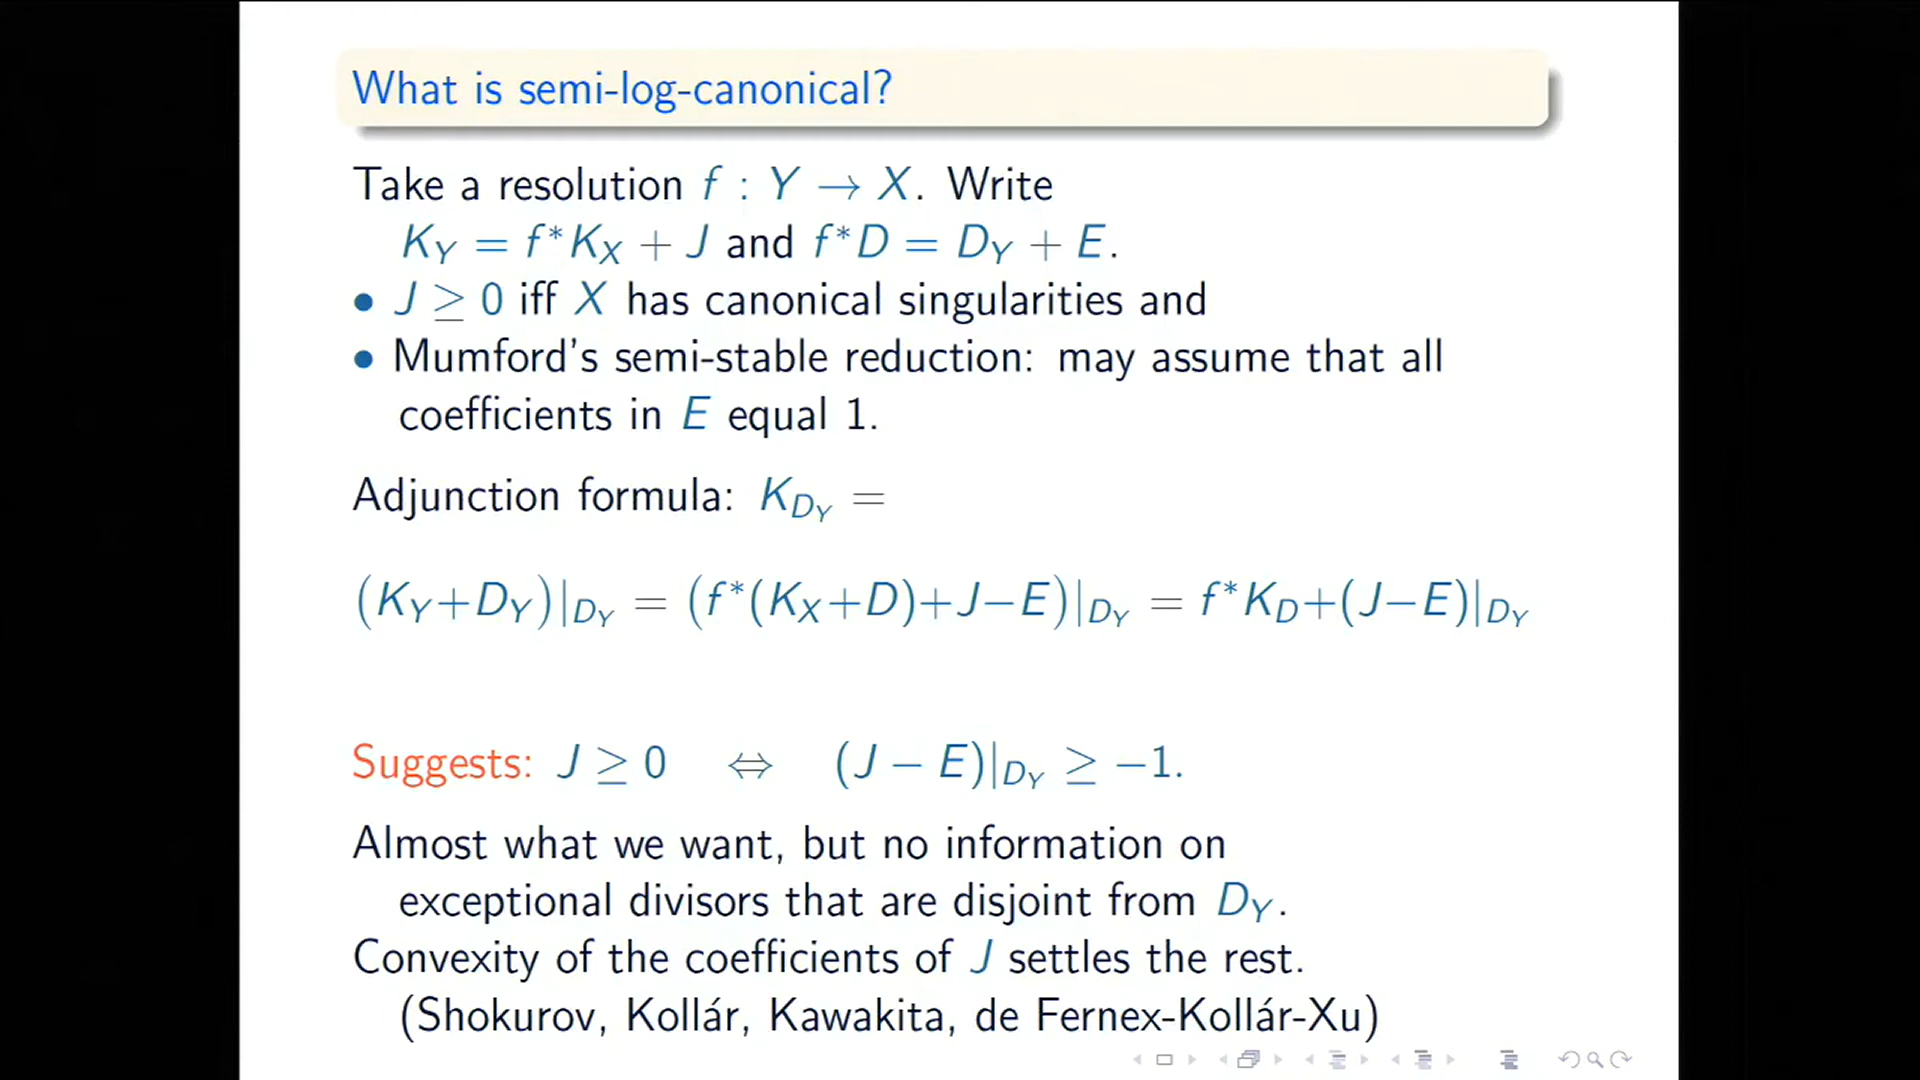 What is semi-log-canonical?
Take a resolution f : Y → X. Write
K_Y = f*K_X + J and f*D = D_Y + E.
• J ≥ 0 iff X has canonical singularities and
• Mumford's semi-stable reduction: may assume that all
coefficients in E equal 1.
Adjunction formula: K_{D_Y} =
(K_Y+D_Y)|_{D_Y} = (f*(K_X+D)+J−E)|_{D_Y} = f*K_D+(J−E)|_{D_Y}
Suggests: J ≥ 0 ⇔ (J − E)|_{D_Y} ≥ −1.
Almost what we want, but no information on
exceptional divisors that are disjoint from D_Y.
Convexity of the coefficients of J settles the rest.
(Shokurov, Kollár, Kawakita, de Fernex-Kollár-Xu)